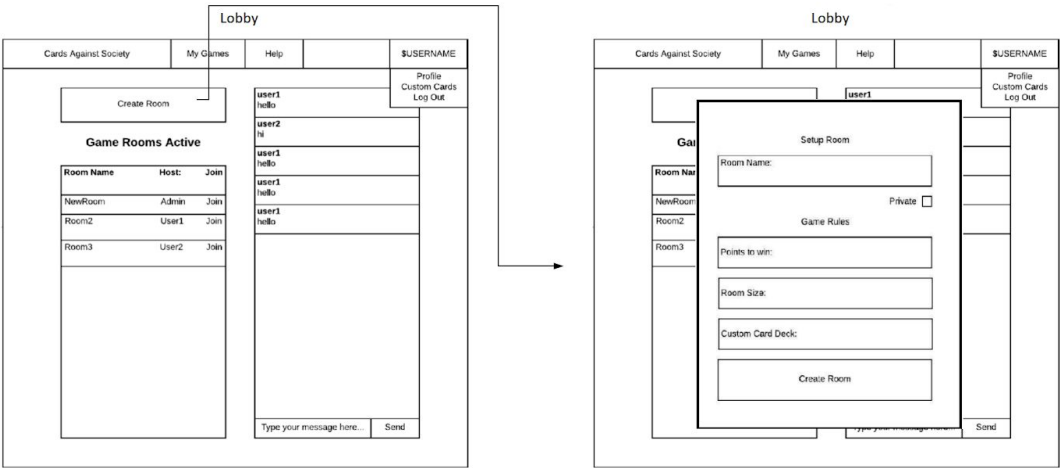 Lobby
Cards Against Society My Games Help $USERNAME
Profile
Custom Cards
Log Out
Create Room
Game Rooms Active
Room Name Host: Join
NewRoom Admin Join
Room2 User1 Join
Room3 User2 Join
user1
hello
user2
hi
user1
hello
user1
hello
user1
hello
Type your message here... Send
Lobby
Cards Against Society My Games Help $USERNAME
Profile
Custom Cards
Log Out
user1
Room2
Room3
Setup Room
Room Name:
Private
Game Rules
Points to win:
Room Size:
Custom Card Deck:
Create Room
Send